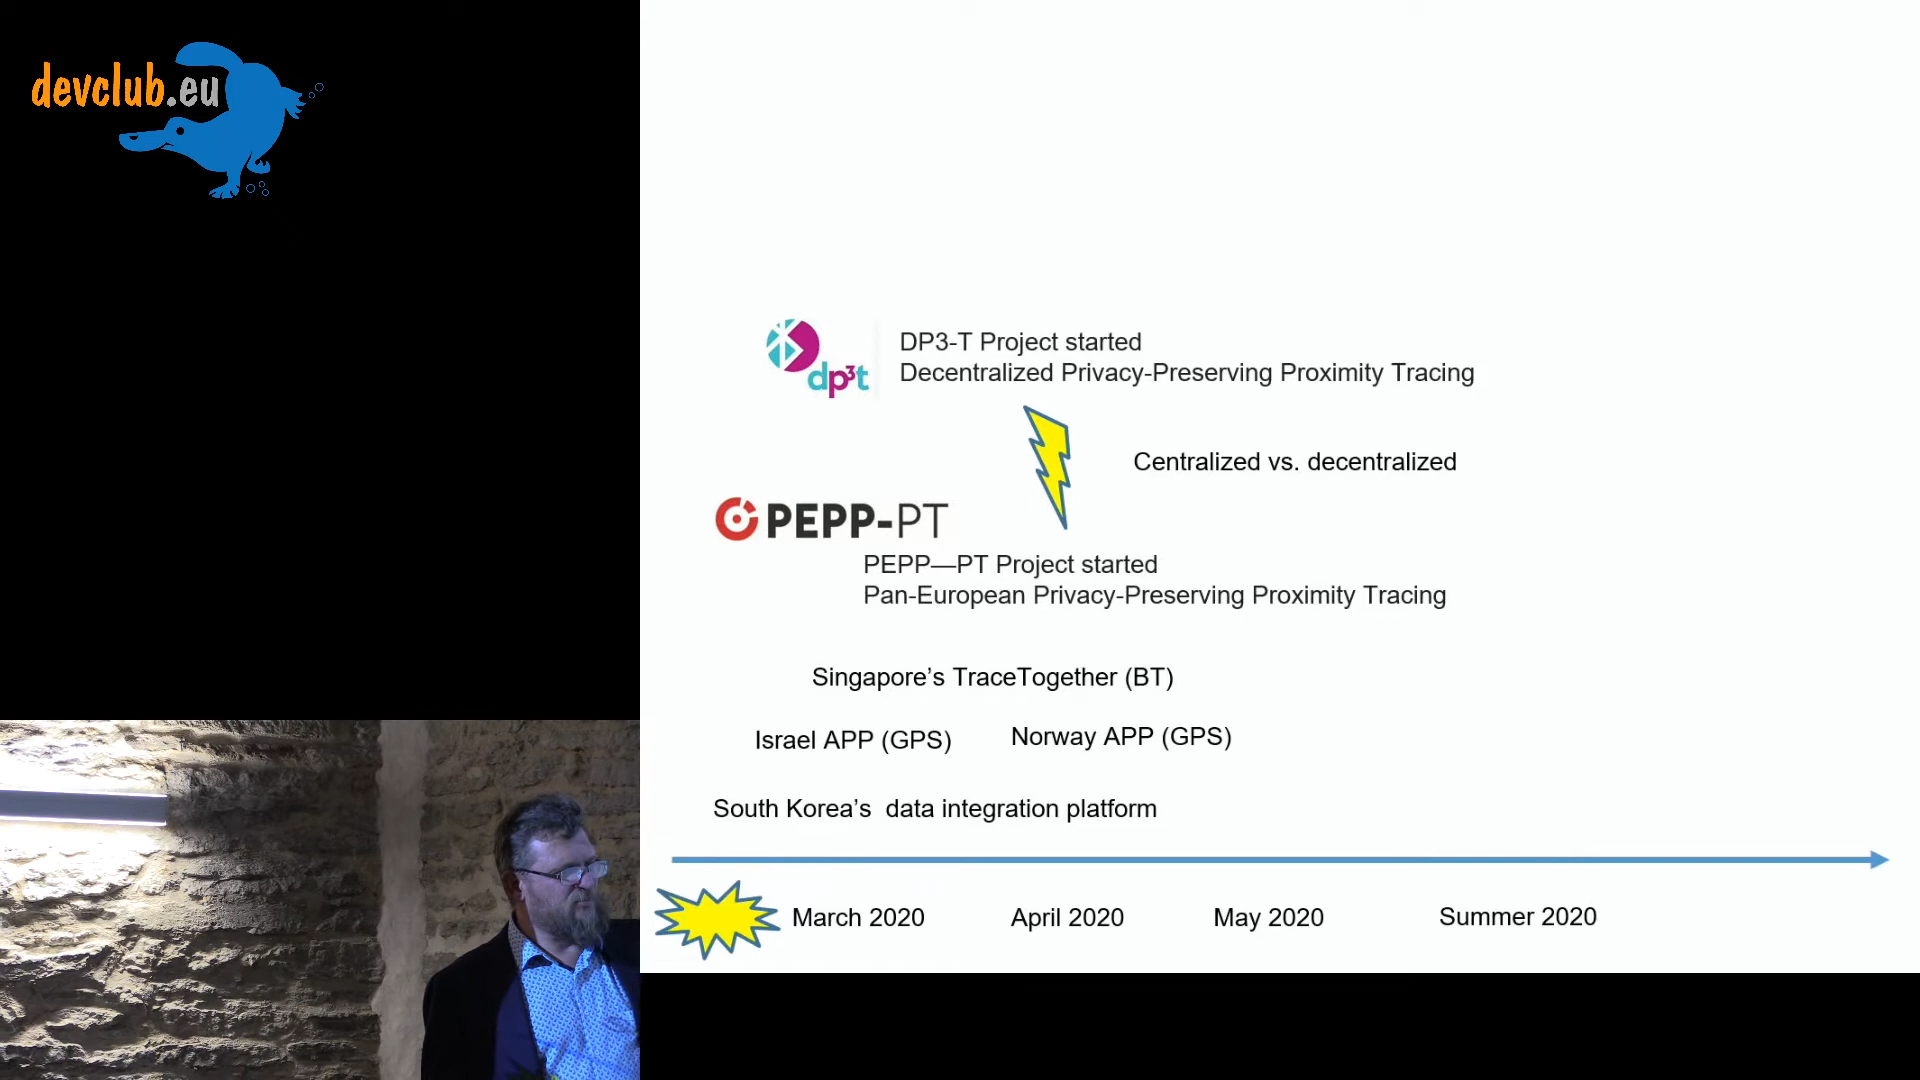 devclub.eu
dp3t
DP3-T Project started
Decentralized Privacy-Preserving Proximity Tracing
Centralized vs. decentralized
PEPP-PT
PEPP—PT Project started
Pan-European Privacy-Preserving Proximity Tracing
Singapore’s TraceTogether (BT)
Israel APP (GPS)
Norway APP (GPS)
South Korea’s  data integration platform
March 2020
April 2020
May 2020
Summer 2020